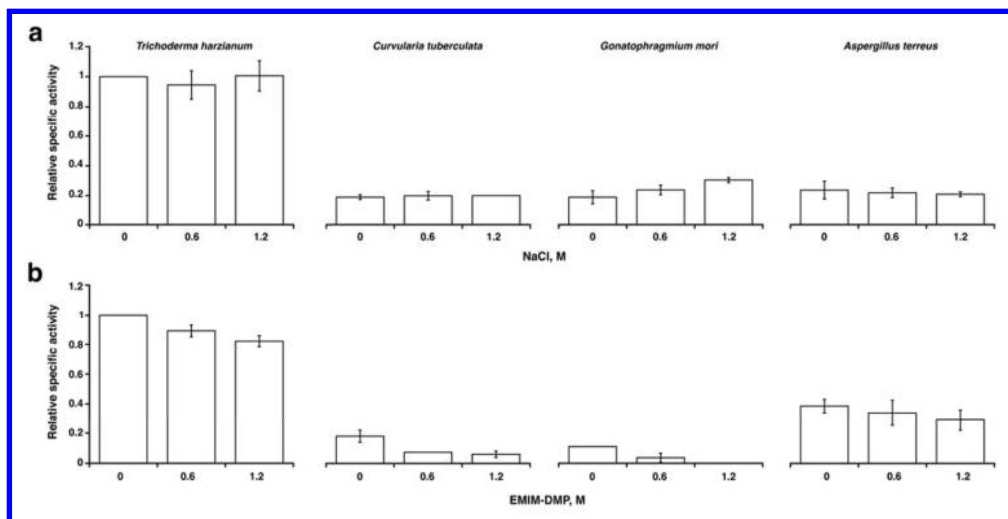 a
Trichoderma harzianum Curvularia tuberculata Gonatophragmium mori Aspergillus terreus
Relative specific activity
1.2
1
0.8
0.6
0.4
0.2
0
0 0.6 1.2 0 0.6 1.2 0 0.6 1.2 0 0.6 1.2
NaCl, M
b
Relative specific activity
1.2
1
0.8
0.6
0.4
0.2
0
0 0.6 1.2 0 0.6 1.2 0 0.6 1.2 0 0.6 1.2
EMIM-DMP, M